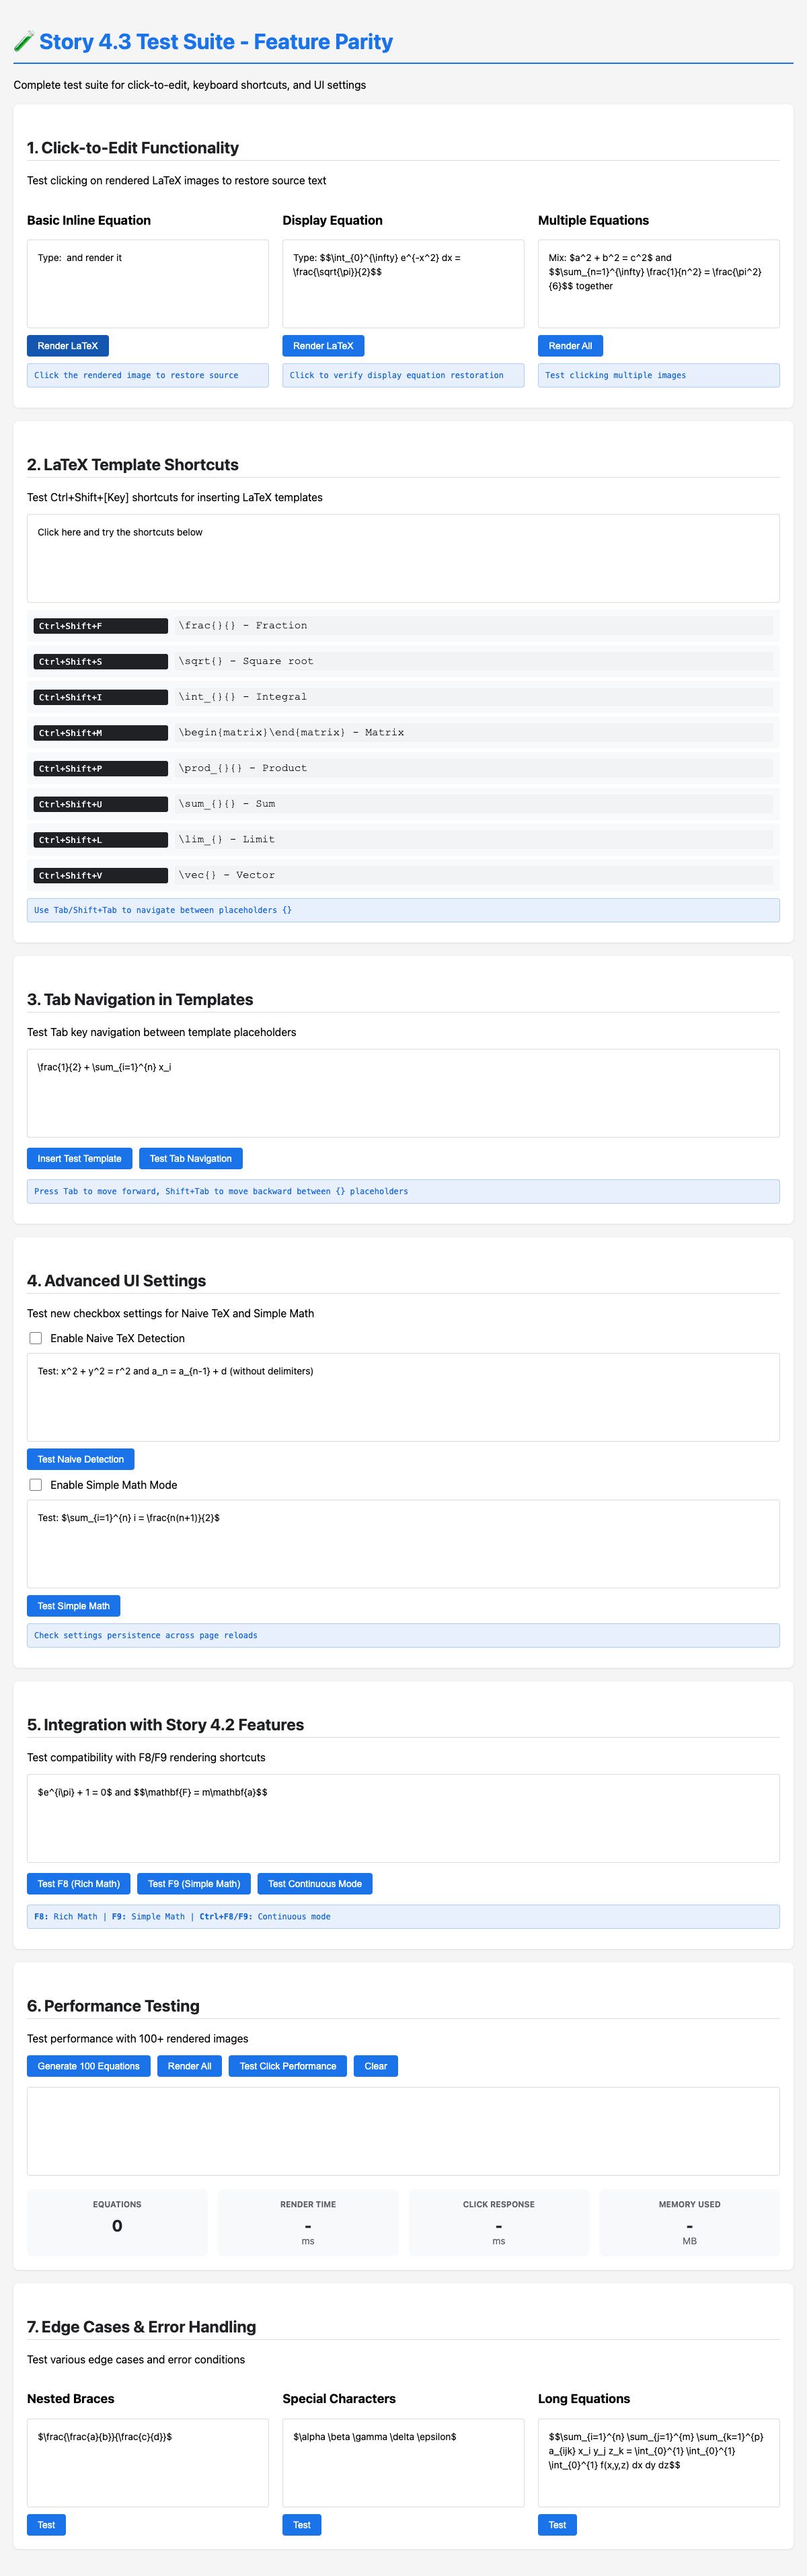 Story 4.3 Test Suite - Feature Parity
Complete test suite for click-to-edit, keyboard shortcuts, and UI settings
1. Click-to-Edit Functionality
Test clicking on rendered LaTeX images to restore source text
Basic Inline Equation
Type:  and render it
Render LaTeX
Click the rendered image to restore source
Display Equation
Type: $$\int_{0}^{\infty} e^{-x^2} dx =
\frac{\sqrt{\pi}}{2}$$
Render LaTeX
Click to verify display equation restoration
Multiple Equations
Mix: $a^2 + b^2 = c^2$ and
$$\sum_{n=1}^{\infty} \frac{1}{n^2} = \frac{\pi^2}
{6}$$ together
Render All
Test clicking multiple images
2. LaTeX Template Shortcuts
Test Ctrl+Shift+[Key] shortcuts for inserting LaTeX templates
Click here and try the shortcuts below
Ctrl+Shift+F \frac{}{} - Fraction
Ctrl+Shift+S \sqrt{} - Square root
Ctrl+Shift+I \int_{}{} - Integral
Ctrl+Shift+M \begin{matrix}\end{matrix} - Matrix
Ctrl+Shift+P \prod_{}{} - Product
Ctrl+Shift+U \sum_{}{} - Sum
Ctrl+Shift+L \lim_{} - Limit
Ctrl+Shift+V \vec{} - Vector
Use Tab/Shift+Tab to navigate between placeholders {}
3. Tab Navigation in Templates
Test Tab key navigation between template placeholders
\frac{1}{2} + \sum_{i=1}^{n} x_i
Insert Test Template Test Tab Navigation
Press Tab to move forward, Shift+Tab to move backward between {} placeholders
4. Advanced UI Settings
Test new checkbox settings for Naive TeX and Simple Math
Enable Naive TeX Detection
Test: x^2 + y^2 = r^2 and a_n = a_{n-1} + d (without delimiters)
Test Naive Detection
Enable Simple Math Mode
Test: $\sum_{i=1}^{n} i = \frac{n(n+1)}{2}$
Test Simple Math
Check settings persistence across page reloads
5. Integration with Story 4.2 Features
Test compatibility with F8/F9 rendering shortcuts
$e^{i\pi} + 1 = 0$ and $$\mathbf{F} = m\mathbf{a}$$
Test F8 (Rich Math) Test F9 (Simple Math) Test Continuous Mode
F8: Rich Math | F9: Simple Math | Ctrl+F8/F9: Continuous mode
6. Performance Testing
Test performance with 100+ rendered images
Generate 100 Equations Render All Test Click Performance Clear
EQUATIONS
0
RENDER TIME
-
ms
CLICK RESPONSE
-
ms
MEMORY USED
-
MB
7. Edge Cases & Error Handling
Test various edge cases and error conditions
Nested Braces
$\frac{\frac{a}{b}}{\frac{c}{d}}$
Test
Special Characters
$\alpha \beta \gamma \delta \epsilon$
Test
Long Equations
$$\sum_{i=1}^{n} \sum_{j=1}^{m} \sum_{k=1}^{p}
a_{ijk} x_i y_j z_k = \int_{0}^{1} \int_{0}^{1}
\int_{0}^{1} f(x,y,z) dx dy dz$$
Test